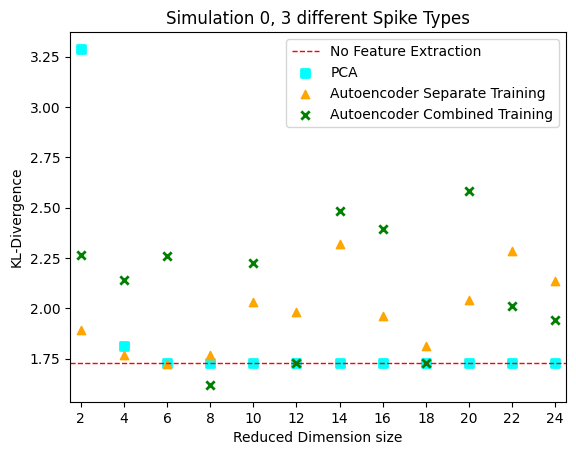 Simulation 0, 3 different Spike Types
No Feature Extraction
PCA
Autoencoder Separate Training
Autoencoder Combined Training
KL-Divergence
3.25
3.00
2.75
2.50
2.25
2.00
1.75
2 4 6 8 10 12 14 16 18 20 22 24
Reduced Dimension size